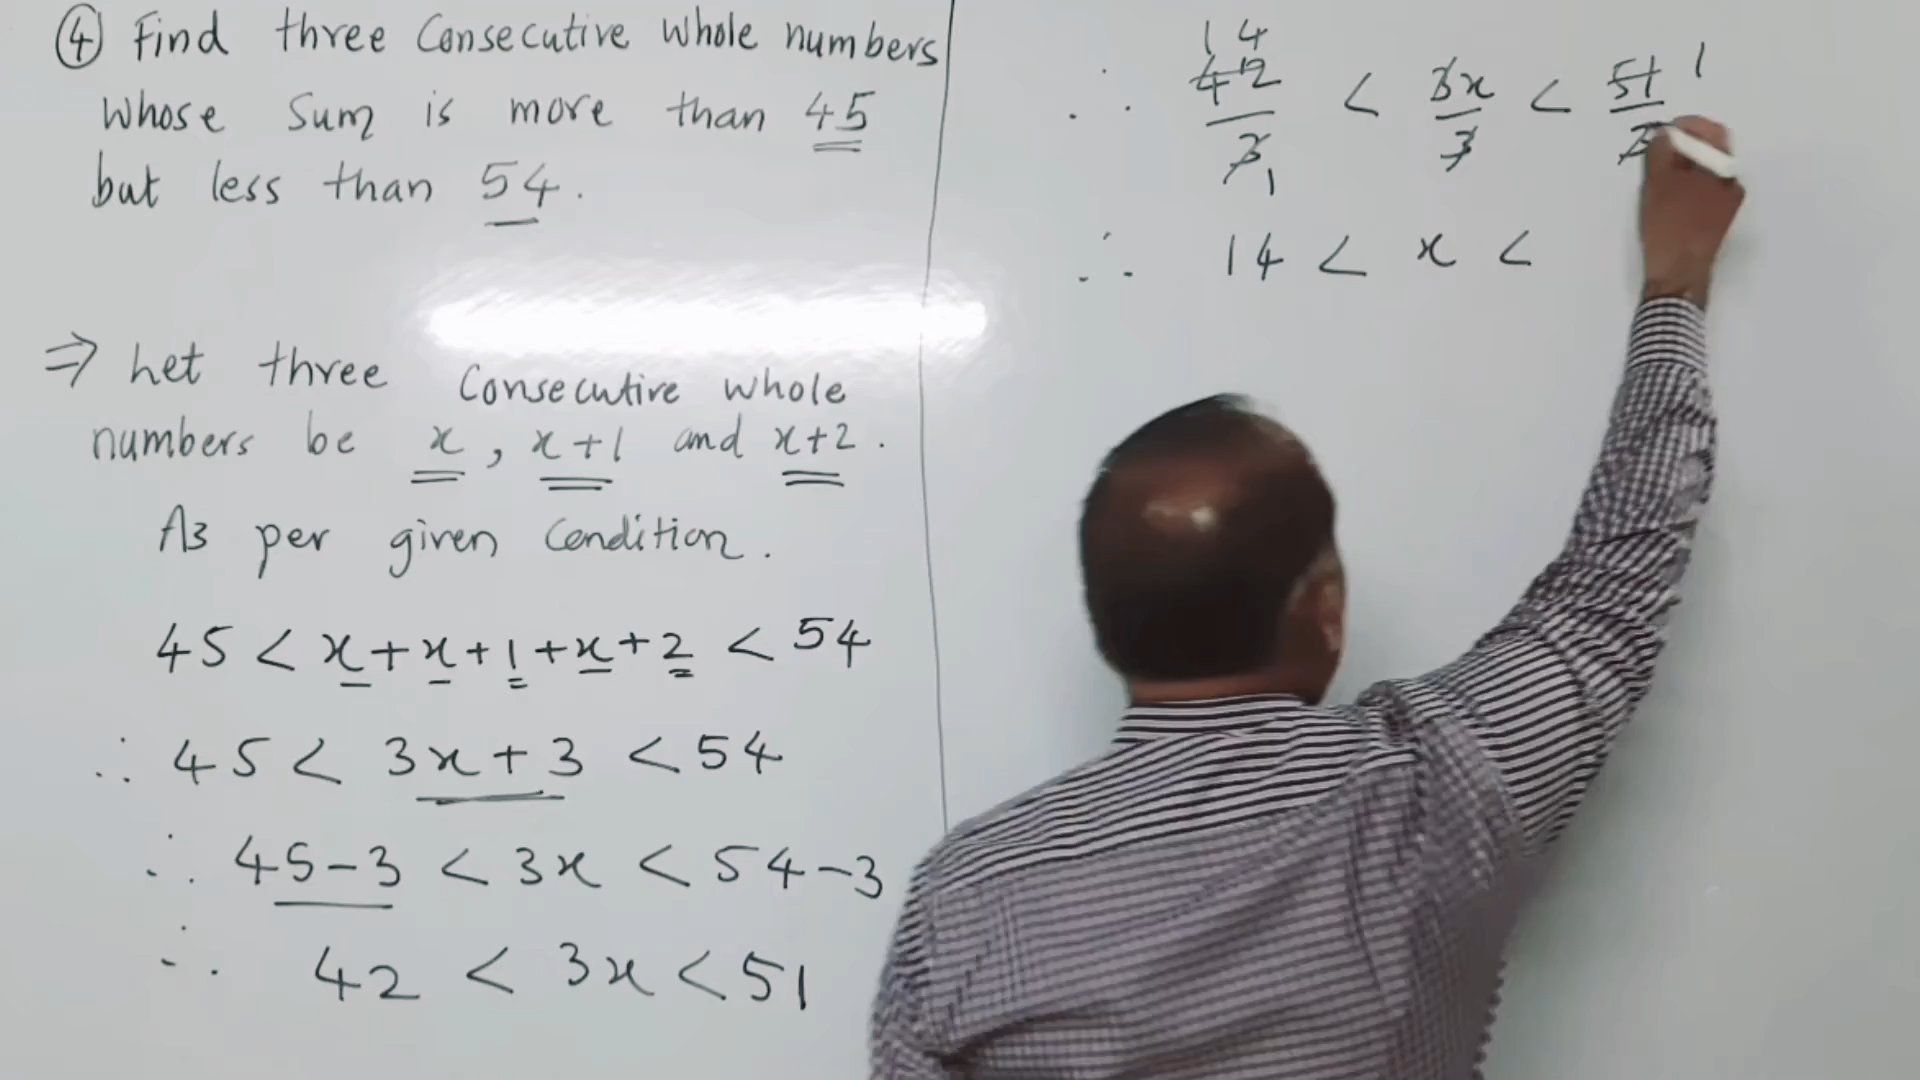 ④ Find three Consecutive whole numbers
whose sum is more than 45
but less than 54.
⇒ Let three Consecutive whole
numbers be x, x+1 and x+2.
As per given condition.
45 < x + x + 1 + x + 2 < 54
∴ 45 < 3x + 3 < 54
∴ 45-3 < 3x < 54-3
∴ 42 < 3x < 51
14 1
∴ 42/3 < 3x/3 < 51/3
1
∴ 14 < x <